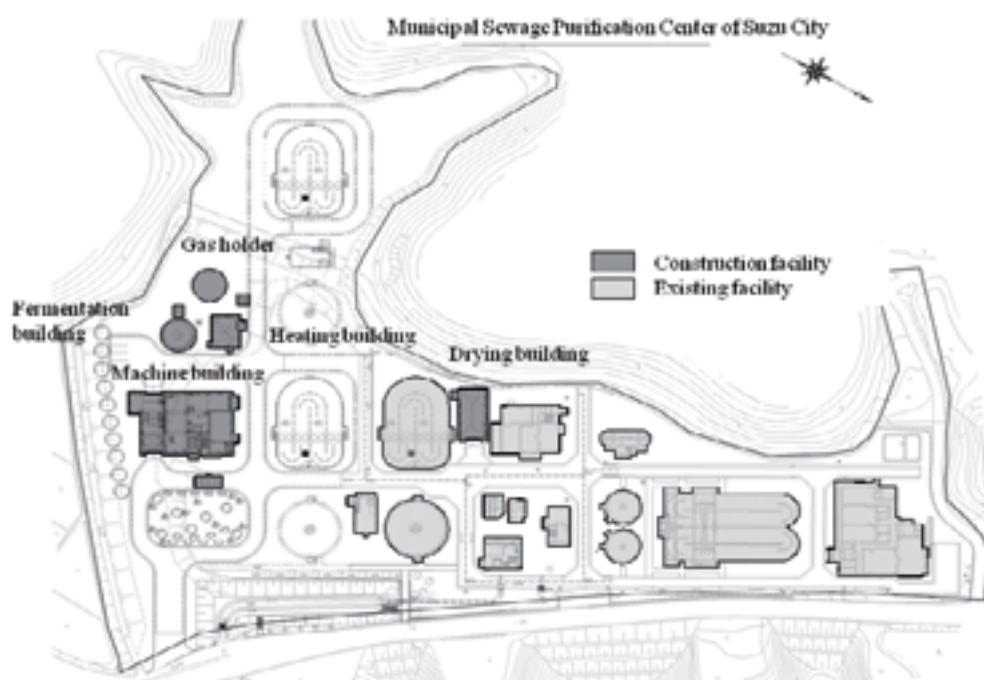 Municipal Sewage Purification Center of Suzu City
Gas holder
Construction facility
Existing facility
Fermentation
building
Heating building
Drying building
Machine building